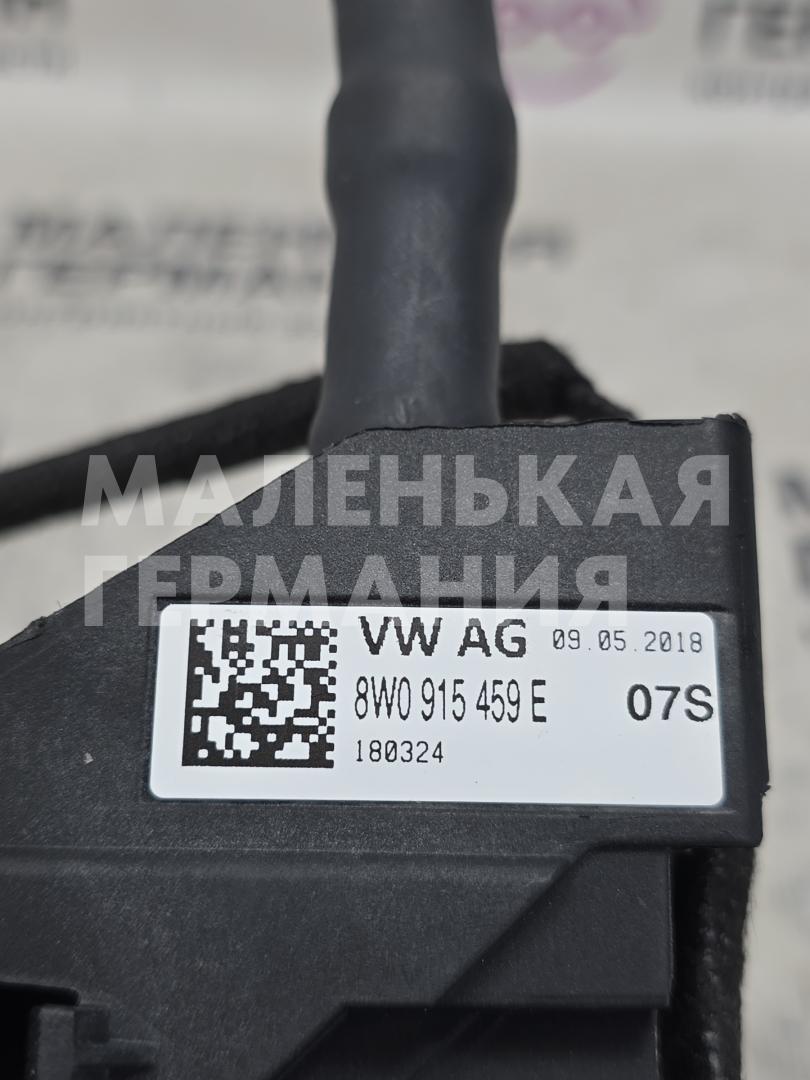 МАЛЕНЬКАЯ
ГЕРМАНИЯ
VW AG 09.05.2018
8W0 915 459 E 07S
180324